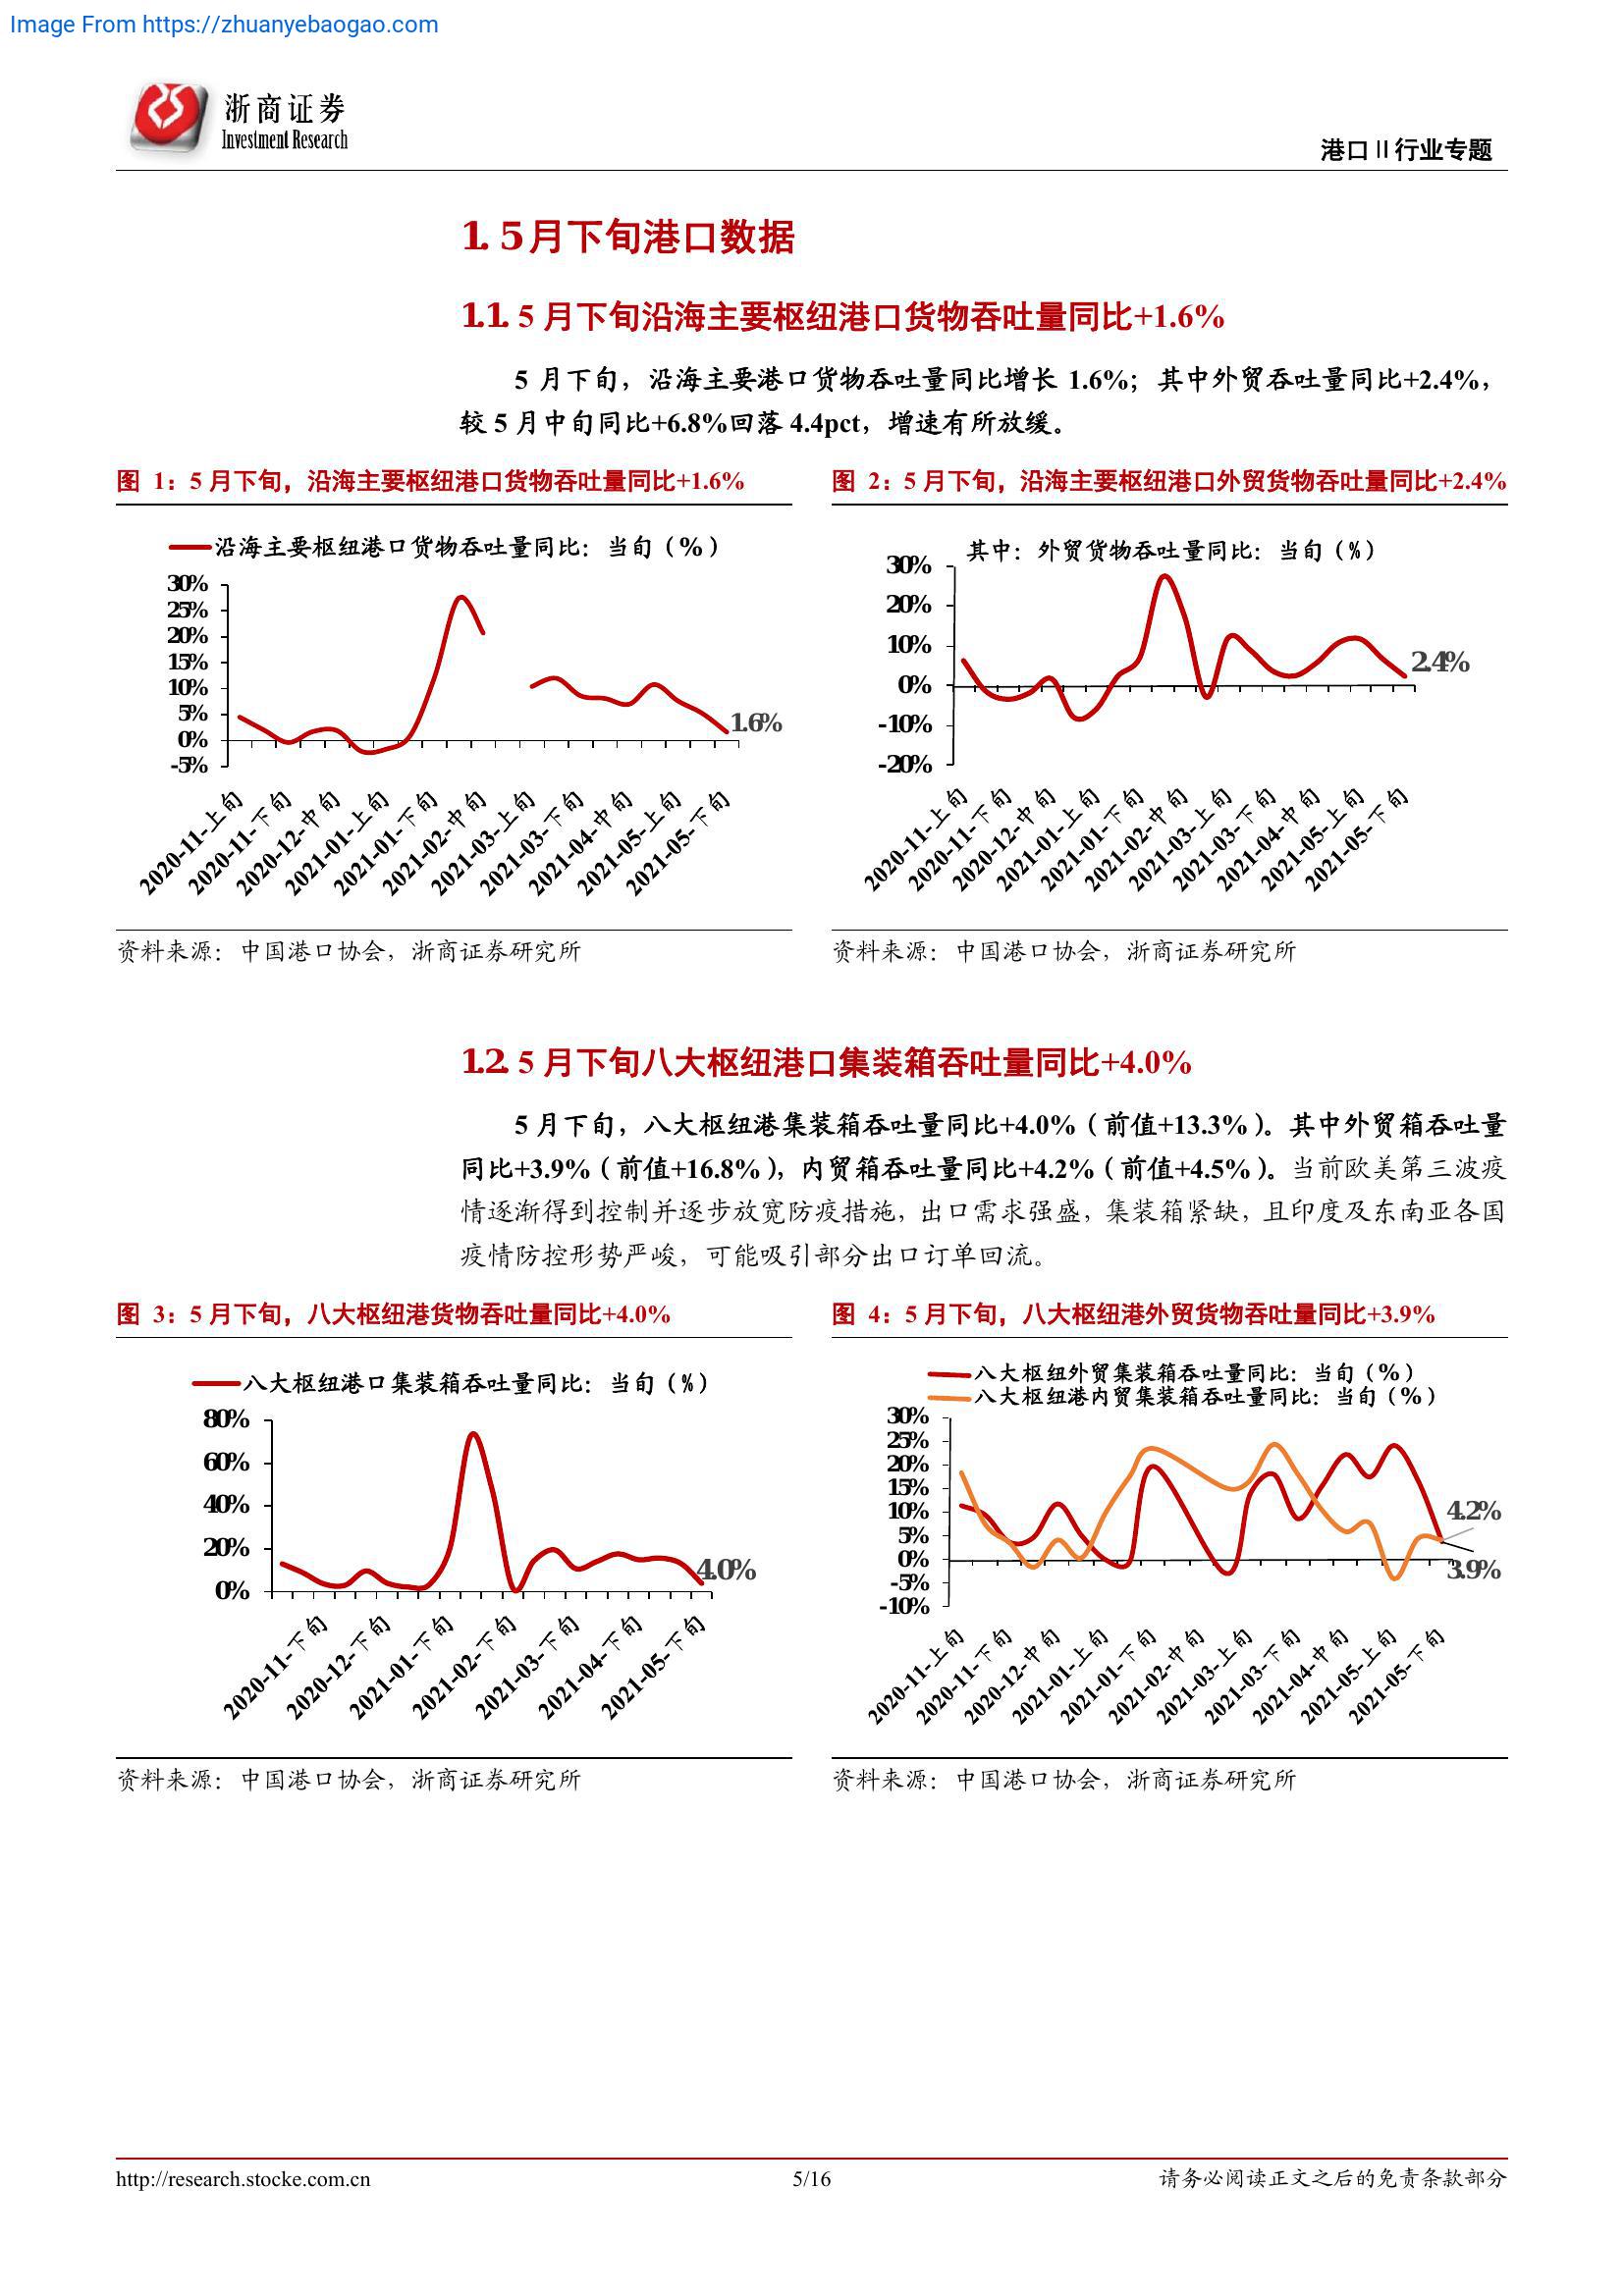 Image From https://zhuanyebaogao.com
浙商证券
Investment Research
港口Ⅱ行业专题
1. 5月下旬港口数据
1.1. 5 月下旬沿海主要枢纽港口货物吞吐量同比+1.6%
5 月下旬，沿海主要港口货物吞吐量同比增长 1.6%；其中外贸吞吐量同比+2.4%，
较 5 月中旬同比+6.8%回落 4.4pct，增速有所放缓。
图 1：5 月下旬，沿海主要枢纽港口货物吞吐量同比+1.6%
沿海主要枢纽港口货物吞吐量同比：当旬（%）
30%
25%
20%
15%
10%
5%
0%
-5%
1.6%
2020-11-上旬
2020-11-下旬
2020-12-中旬
2021-01-上旬
2021-01-下旬
2021-02-中旬
2021-03-上旬
2021-03-下旬
2021-04-中旬
2021-05-上旬
2021-05-下旬
资料来源：中国港口协会，浙商证券研究所
图 2：5 月下旬，沿海主要枢纽港口外贸货物吞吐量同比+2.4%
其中：外贸货物吞吐量同比：当旬（%）
30%
20%
10%
0%
-10%
-20%
2.4%
2020-11-上旬
2020-11-下旬
2020-12-中旬
2021-01-上旬
2021-01-下旬
2021-02-中旬
2021-03-上旬
2021-03-下旬
2021-04-中旬
2021-05-上旬
2021-05-下旬
资料来源：中国港口协会，浙商证券研究所
1.2. 5 月下旬八大枢纽港口集装箱吞吐量同比+4.0%
5 月下旬，八大枢纽港集装箱吞吐量同比+4.0%（前值+13.3%）。其中外贸箱吞吐量
同比+3.9%（前值+16.8%），内贸箱吞吐量同比+4.2%（前值+4.5%）。当前欧美第三波疫
情逐渐得到控制并逐步放宽防疫措施，出口需求强盛，集装箱紧缺，且印度及东南亚各国
疫情防控形势严峻，可能吸引部分出口订单回流。
图 3：5 月下旬，八大枢纽港货物吞吐量同比+4.0%
八大枢纽港口集装箱吞吐量同比：当旬（%）
80%
60%
40%
20%
0%
4.0%
2020-11-下旬
2020-12-下旬
2021-01-下旬
2021-02-下旬
2021-03-下旬
2021-04-下旬
2021-05-下旬
资料来源：中国港口协会，浙商证券研究所
图 4：5 月下旬，八大枢纽港外贸货物吞吐量同比+3.9%
八大枢纽外贸集装箱吞吐量同比：当旬（%）
八大枢纽港内贸集装箱吞吐量同比：当旬（%）
30%
25%
20%
15%
10%
5%
0%
-5%
-10%
4.2%
3.9%
2020-11-上旬
2020-11-下旬
2020-12-中旬
2021-01-上旬
2021-01-下旬
2021-02-中旬
2021-03-上旬
2021-03-下旬
2021-04-中旬
2021-05-上旬
2021-05-下旬
资料来源：中国港口协会，浙商证券研究所
http://research.stocke.com.cn
5/16
请务必阅读正文之后的免责条款部分